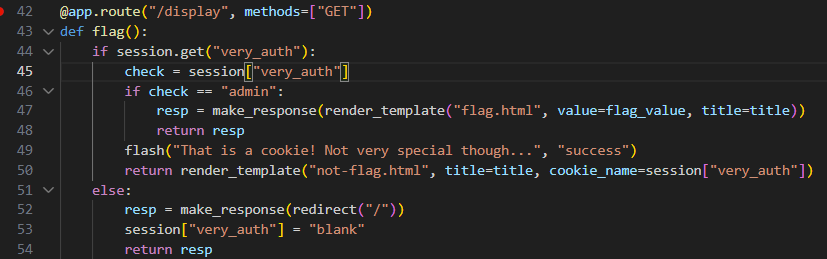 42 @app.route("/display", methods=["GET"])
43 def flag():
44     if session.get("very_auth"):
45         check = session["very_auth"]
46         if check == "admin":
47             resp = make_response(render_template("flag.html", value=flag_value, title=title))
48             return resp
49         flash("That is a cookie! Not very special though...", "success")
50         return render_template("not-flag.html", title=title, cookie_name=session["very_auth"])
51     else:
52         resp = make_response(redirect("/"))
53         session["very_auth"] = "blank"
54         return resp